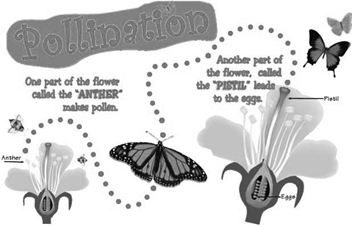 Pollination
One part of the flower
called the "ANTHER"
makes pollen.
Another part of
the flower, called
the "PISTIL" leads
to the eggs.
Pistil
Anther
Eggs